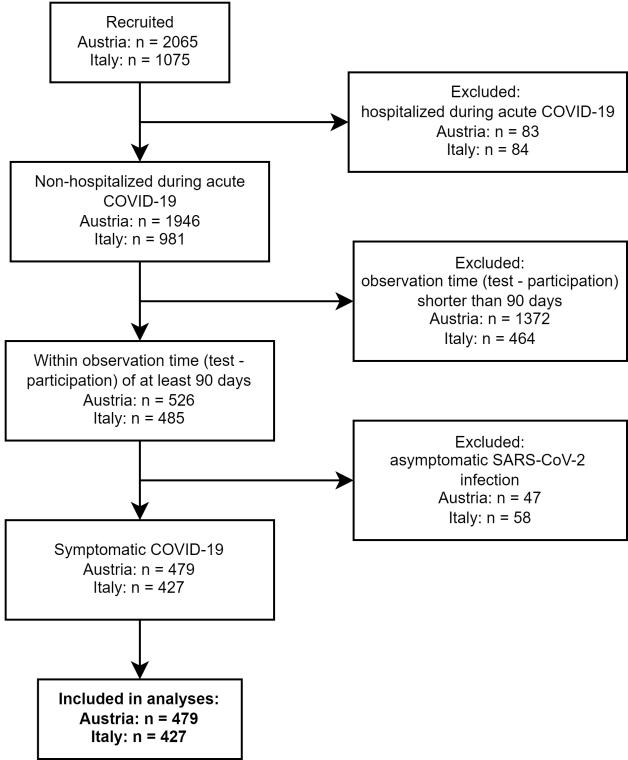 Recruited
Austria: n = 2065
Italy: n = 1075
Excluded:
hospitalized during acute COVID-19
Austria: n = 83
Italy: n = 84
Non-hospitalized during acute
COVID-19
Austria: n = 1946
Italy: n = 981
Excluded:
observation time (test - participation)
shorter than 90 days
Austria: n = 1372
Italy: n = 464
Within observation time (test -
participation) of at least 90 days
Austria: n = 526
Italy: n = 485
Excluded:
asymptomatic SARS-CoV-2
infection
Austria: n = 47
Italy: n = 58
Symptomatic COVID-19
Austria: n = 479
Italy: n = 427
Included in analyses:
Austria: n = 479
Italy: n = 427